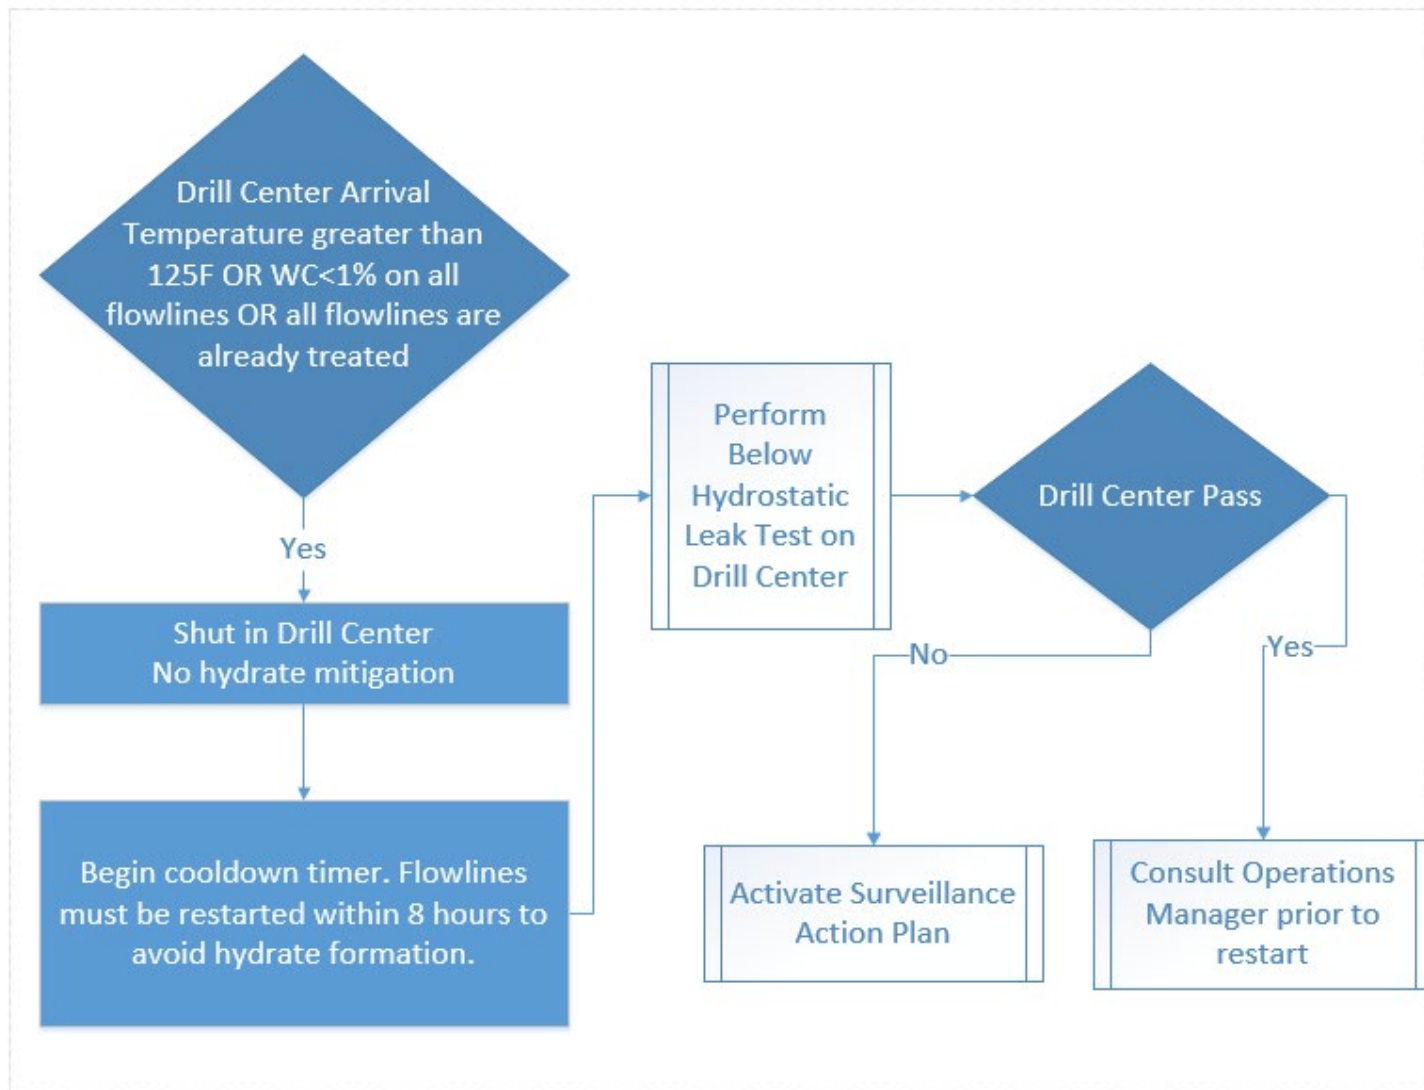 Drill Center Arrival
Temperature greater than
125F OR WC<1% on all
flowlines OR all flowlines are
already treated
Yes
Shut in Drill Center
No hydrate mitigation
Begin cooldown timer. Flowlines
must be restarted within 8 hours to
avoid hydrate formation.
Perform
Below
Hydrostatic
Leak Test on
Drill Center
Drill Center Pass
No
Yes
Activate Surveillance
Action Plan
Consult Operations
Manager prior to
restart